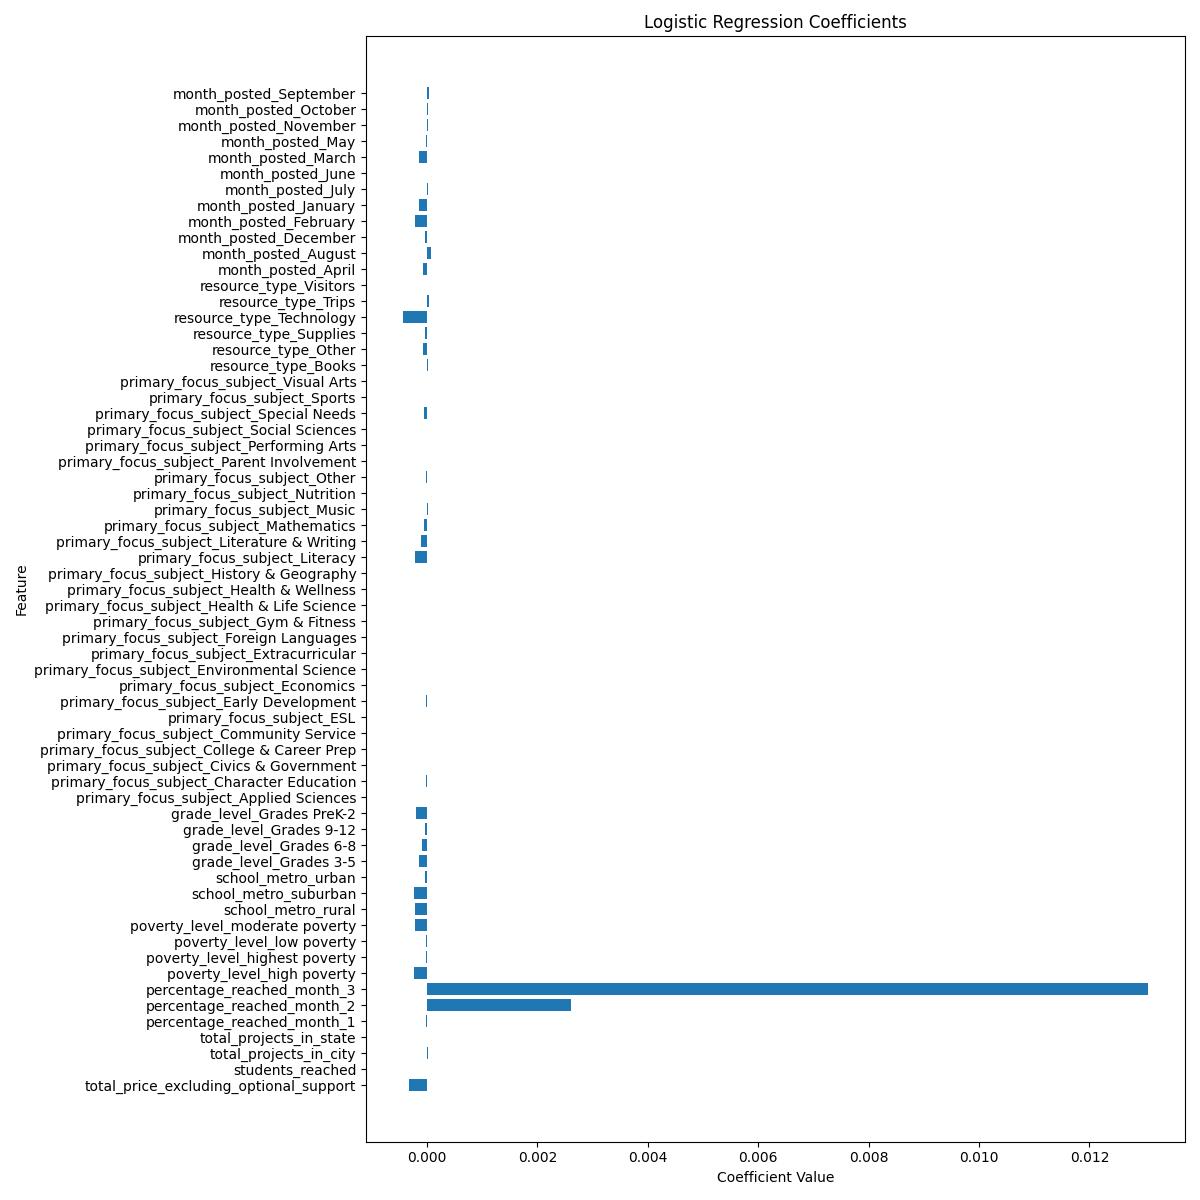 Logistic Regression Coefficients
month_posted_September
month_posted_October
month_posted_November
month_posted_May
month_posted_March
month_posted_June
month_posted_July
month_posted_January
month_posted_February
month_posted_December
month_posted_August
month_posted_April
resource_type_Visitors
resource_type_Trips
resource_type_Technology
resource_type_Supplies
resource_type_Other
resource_type_Books
primary_focus_subject_Visual Arts
primary_focus_subject_Sports
primary_focus_subject_Special Needs
primary_focus_subject_Social Sciences
primary_focus_subject_Performing Arts
primary_focus_subject_Parent Involvement
primary_focus_subject_Other
primary_focus_subject_Nutrition
primary_focus_subject_Music
primary_focus_subject_Mathematics
primary_focus_subject_Literature & Writing
primary_focus_subject_Literacy
primary_focus_subject_History & Geography
primary_focus_subject_Health & Wellness
primary_focus_subject_Health & Life Science
primary_focus_subject_Gym & Fitness
primary_focus_subject_Foreign Languages
primary_focus_subject_Extracurricular
primary_focus_subject_Environmental Science
primary_focus_subject_Economics
primary_focus_subject_Early Development
primary_focus_subject_ESL
primary_focus_subject_Community Service
primary_focus_subject_College & Career Prep
primary_focus_subject_Civics & Government
primary_focus_subject_Character Education
primary_focus_subject_Applied Sciences
grade_level_Grades PreK-2
grade_level_Grades 9-12
grade_level_Grades 6-8
grade_level_Grades 3-5
school_metro_urban
school_metro_suburban
school_metro_rural
poverty_level_moderate poverty
poverty_level_low poverty
poverty_level_highest poverty
poverty_level_high poverty
percentage_reached_month_3
percentage_reached_month_2
percentage_reached_month_1
total_projects_in_state
total_projects_in_city
students_reached
total_price_excluding_optional_support
Feature
0.000 0.002 0.004 0.006 0.008 0.010 0.012
Coefficient Value